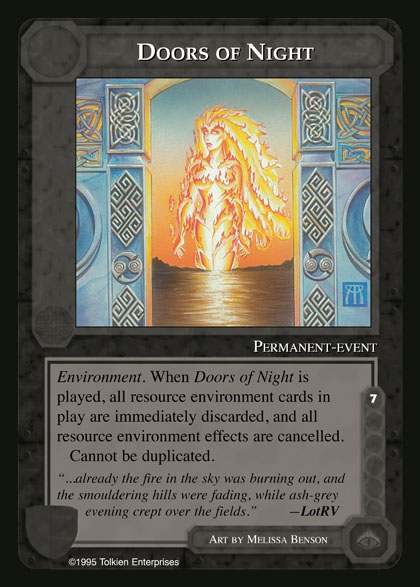 Doors of Night
Permanent-event
Environment. When Doors of Night is
played, all resource environment cards in
play are immediately discarded, and all
resource environment effects are cancelled.
Cannot be duplicated.
7
“...already the fire in the sky was burning out, and
the smouldering hills were fading, while ash-grey
evening crept over the fields.” —LotRV
Art by Melissa Benson
©1995 Tolkien Enterprises